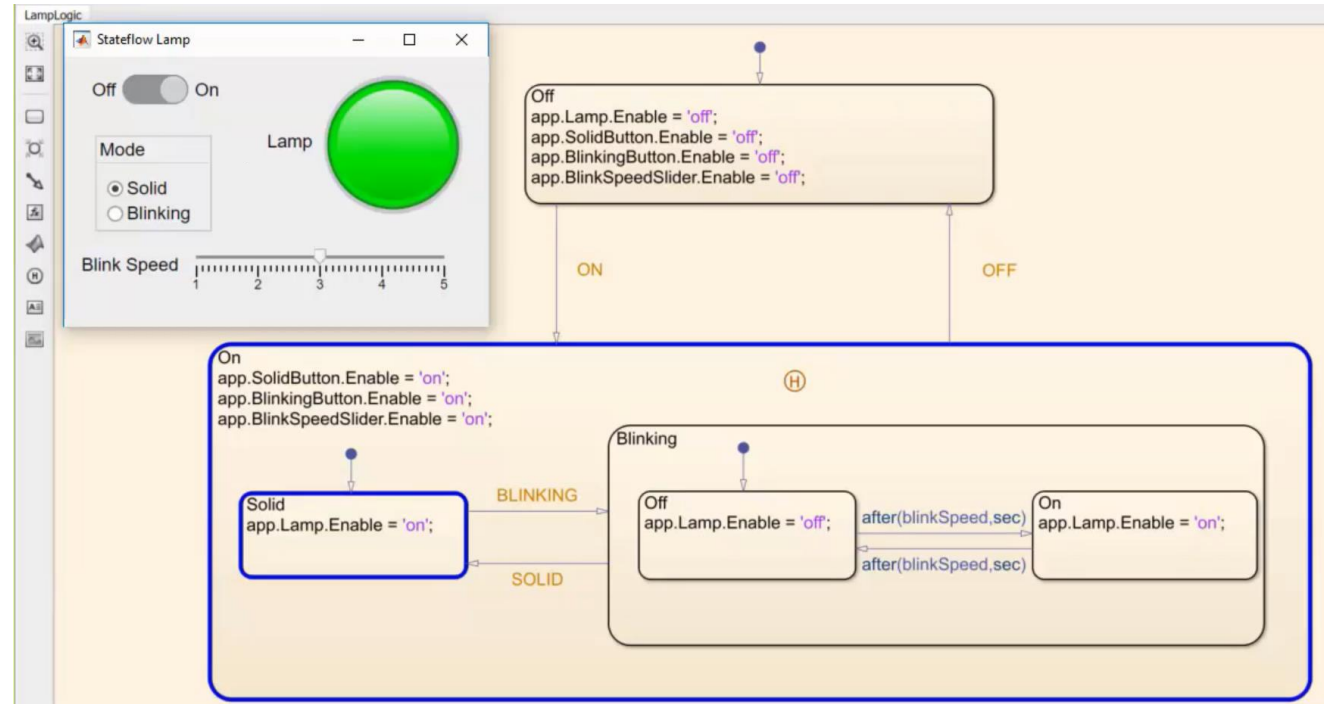 LampLogic
Stateflow Lamp
Off On
Lamp
Mode
Solid
Blinking
Blink Speed
1 2 3 4 5
Off
app.Lamp.Enable = 'off';
app.SolidButton.Enable = 'off';
app.BlinkingButton.Enable = 'off';
app.BlinkSpeedSlider.Enable = 'off';
ON
OFF
On
app.SolidButton.Enable = 'on';
app.BlinkingButton.Enable = 'on';
app.BlinkSpeedSlider.Enable = 'on';
H
Solid
app.Lamp.Enable = 'on';
BLINKING
SOLID
Blinking
Off
app.Lamp.Enable = 'off';
after(blinkSpeed,sec)
after(blinkSpeed,sec)
On
app.Lamp.Enable = 'on';